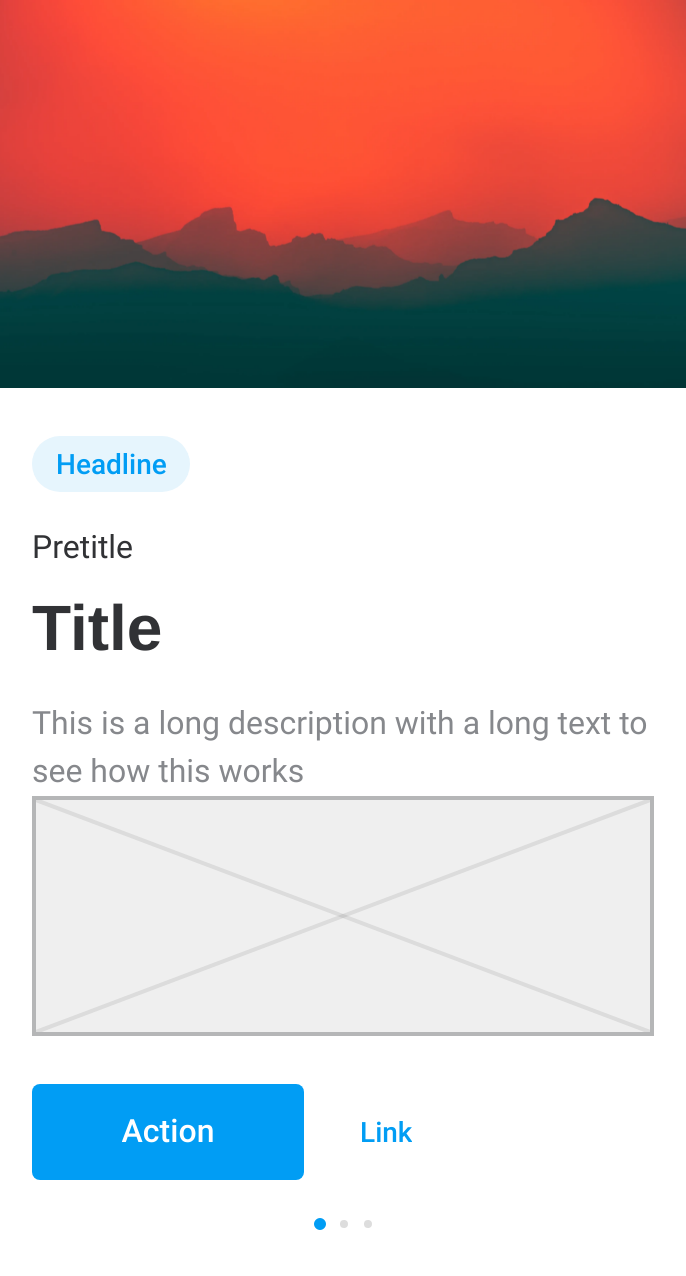 Headline
Pretitle
Title
This is a long description with a long text to
see how this works
Action
Link